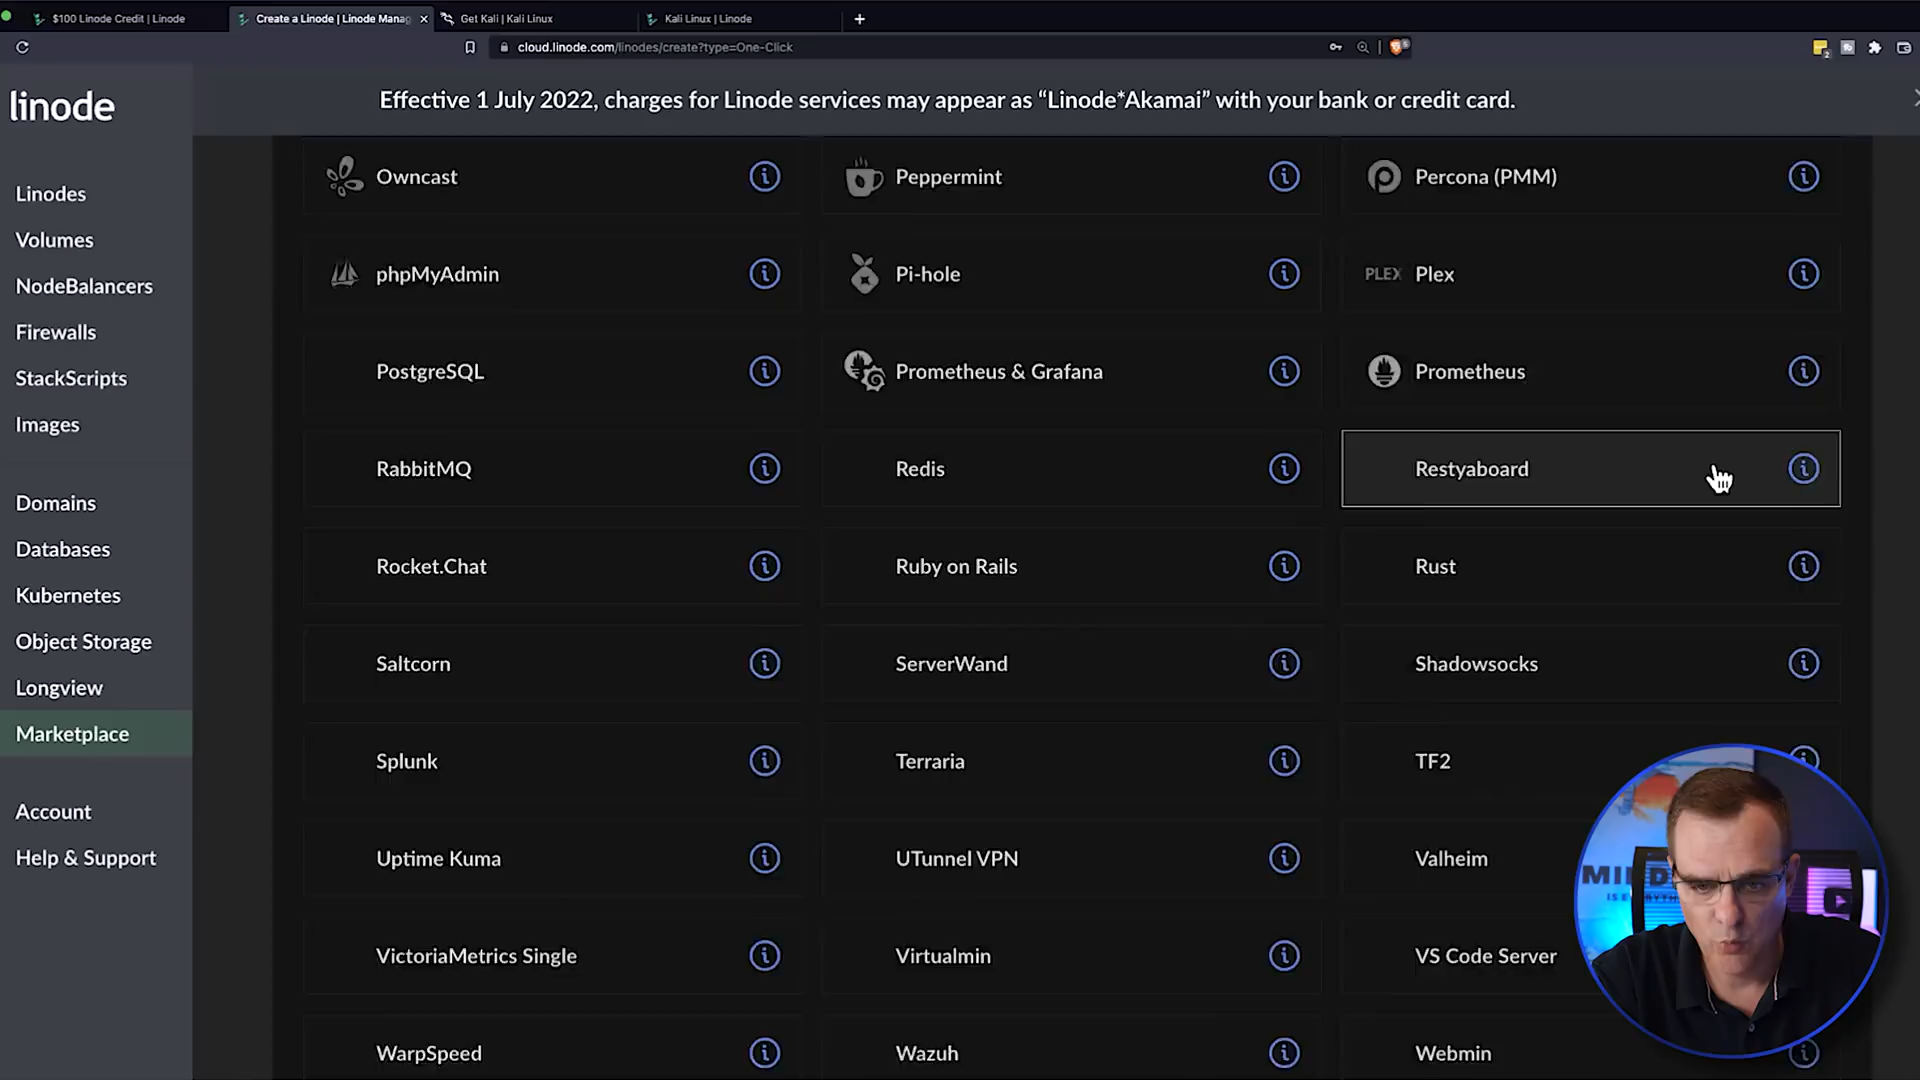 $100 Linode Credit | Linode
Create a Linode | Linode Manag
Get Kali | Kali Linux
Kali Linux | Linode
cloud.linode.com/linodes/create?type=One-Click
linode
Effective 1 July 2022, charges for Linode services may appear as “Linode*Akamai” with your bank or credit card.
Linodes
Volumes
NodeBalancers
Firewalls
StackScripts
Images
Domains
Databases
Kubernetes
Object Storage
Longview
Marketplace
Account
Help & Support
Owncast
Peppermint
Percona (PMM)
phpMyAdmin
Pi-hole
PLEX Plex
PostgreSQL
Prometheus & Grafana
Prometheus
RabbitMQ
Redis
Restyaboard
Rocket.Chat
Ruby on Rails
Rust
Saltcorn
ServerWand
Shadowsocks
Splunk
Terraria
TF2
Uptime Kuma
UTunnel VPN
Valheim
VictoriaMetrics Single
Virtualmin
VS Code Server
WarpSpeed
Wazuh
Webmin